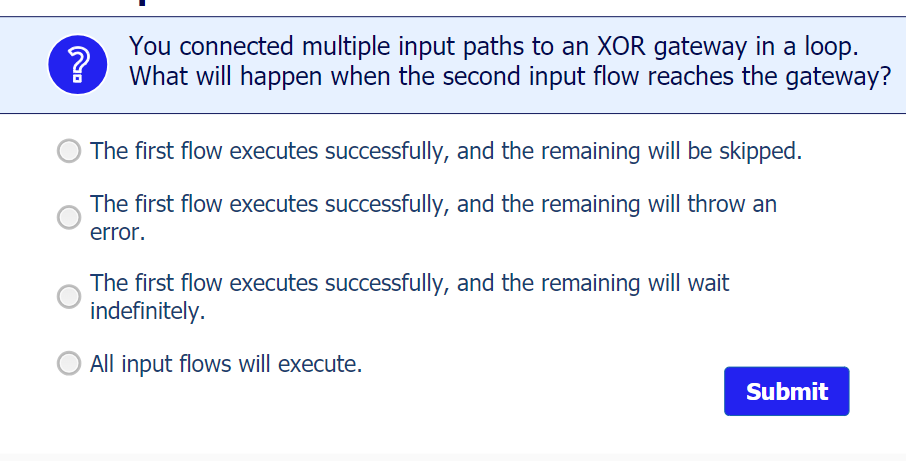 You connected multiple input paths to an XOR gateway in a loop.
What will happen when the second input flow reaches the gateway?
The first flow executes successfully, and the remaining will be skipped.
The first flow executes successfully, and the remaining will throw an
error.
The first flow executes successfully, and the remaining will wait
indefinitely.
All input flows will execute.
Submit